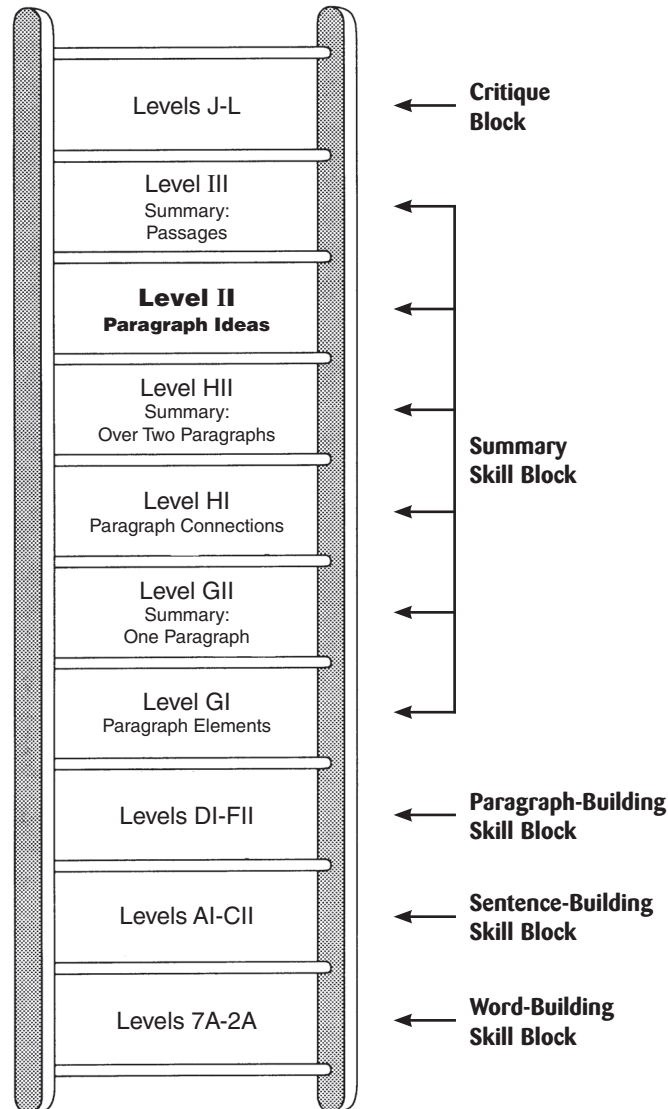 Levels J-L
Critique
Block
Level III
Summary:
Passages
Level II
Paragraph Ideas
Level HII
Summary:
Over Two Paragraphs
Summary
Skill Block
Level HI
Paragraph Connections
Level GII
Summary:
One Paragraph
Level GI
Paragraph Elements
Levels DI-FII
Paragraph-Building
Skill Block
Levels AI-CII
Sentence-Building
Skill Block
Levels 7A-2A
Word-Building
Skill Block